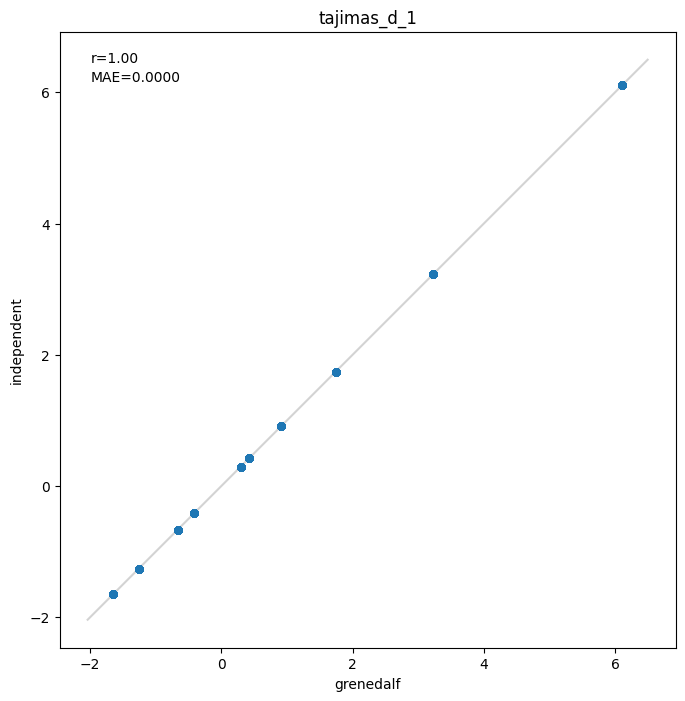 tajimas_d_1
r=1.00
MAE=0.0000
6
4
2
0
−2
independent
−2 0 2 4 6
grenedalf